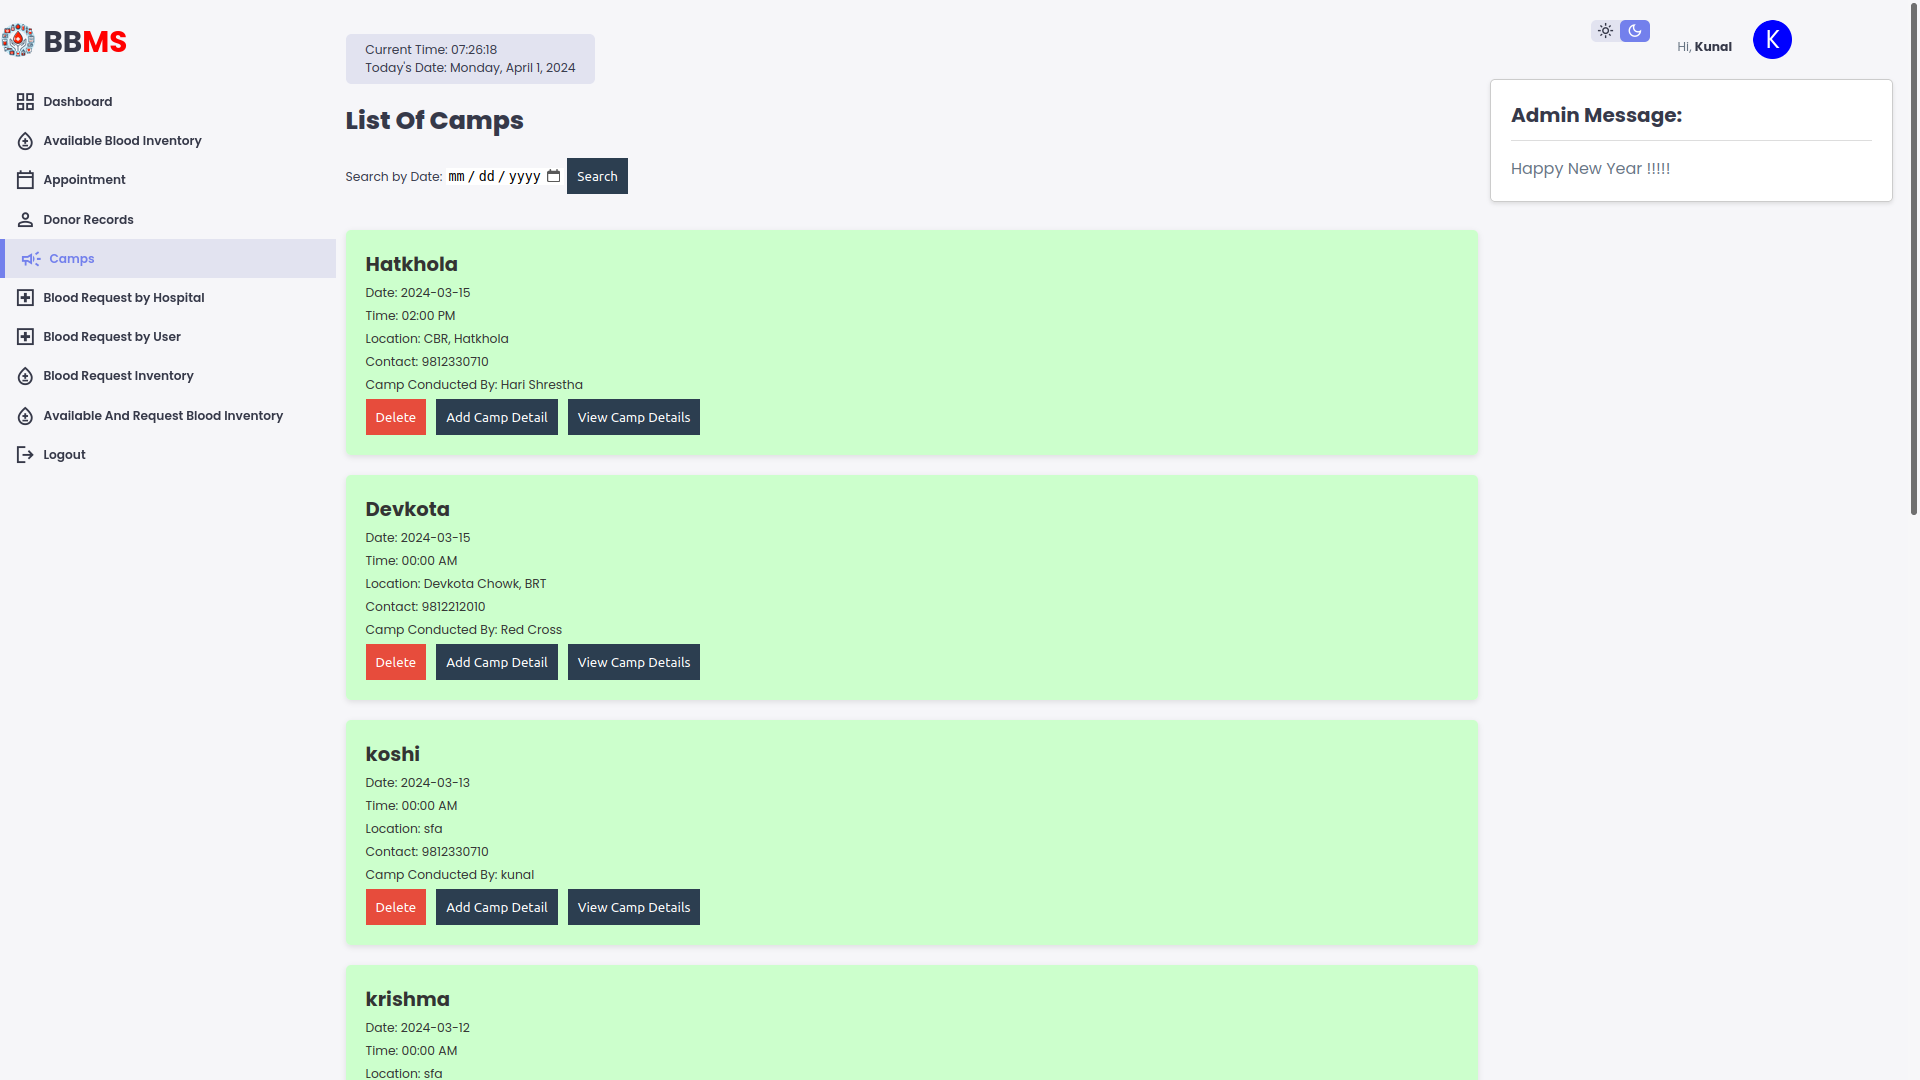 BBMS
Dashboard
Available Blood Inventory
Appointment
Donor Records
Camps
Blood Request by Hospital
Blood Request by User
Blood Request Inventory
Available And Request Blood Inventory
Logout
Current Time: 07:26:18
Today's Date: Monday, April 1, 2024
List Of Camps
Search by Date: mm/dd/yyyy Search
Hatkhola
Date: 2024-03-15
Time: 02:00 PM
Location: CBR, Hatkhola
Contact: 9812330710
Camp Conducted By: Hari Shrestha
Delete Add Camp Detail View Camp Details
Devkota
Date: 2024-03-15
Time: 00:00 AM
Location: Devkota Chowk, BRT
Contact: 9812212010
Camp Conducted By: Red Cross
Delete Add Camp Detail View Camp Details
koshi
Date: 2024-03-13
Time: 00:00 AM
Location: sfa
Contact: 9812330710
Camp Conducted By: kunal
Delete Add Camp Detail View Camp Details
krishma
Date: 2024-03-12
Time: 00:00 AM
Location: sfa
Hi, Kunal
K
Admin Message:
Happy New Year !!!!!